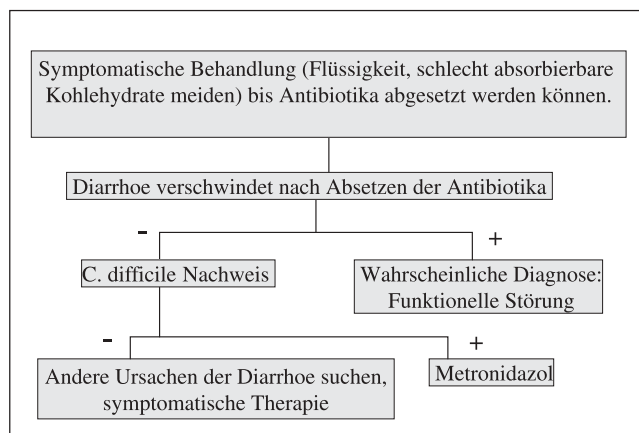 Symptomatische Behandlung (Flüssigkeit, schlecht absorbierbare
Kohlehydrate meiden) bis Antibiotika abgesetzt werden können.
Diarrhoe verschwindet nach Absetzen der Antibiotika
- +
C. difficile Nachweis
Wahrscheinliche Diagnose:
Funktionelle Störung
- +
Andere Ursachen der Diarrhoe suchen,
symptomatische Therapie
Metronidazol